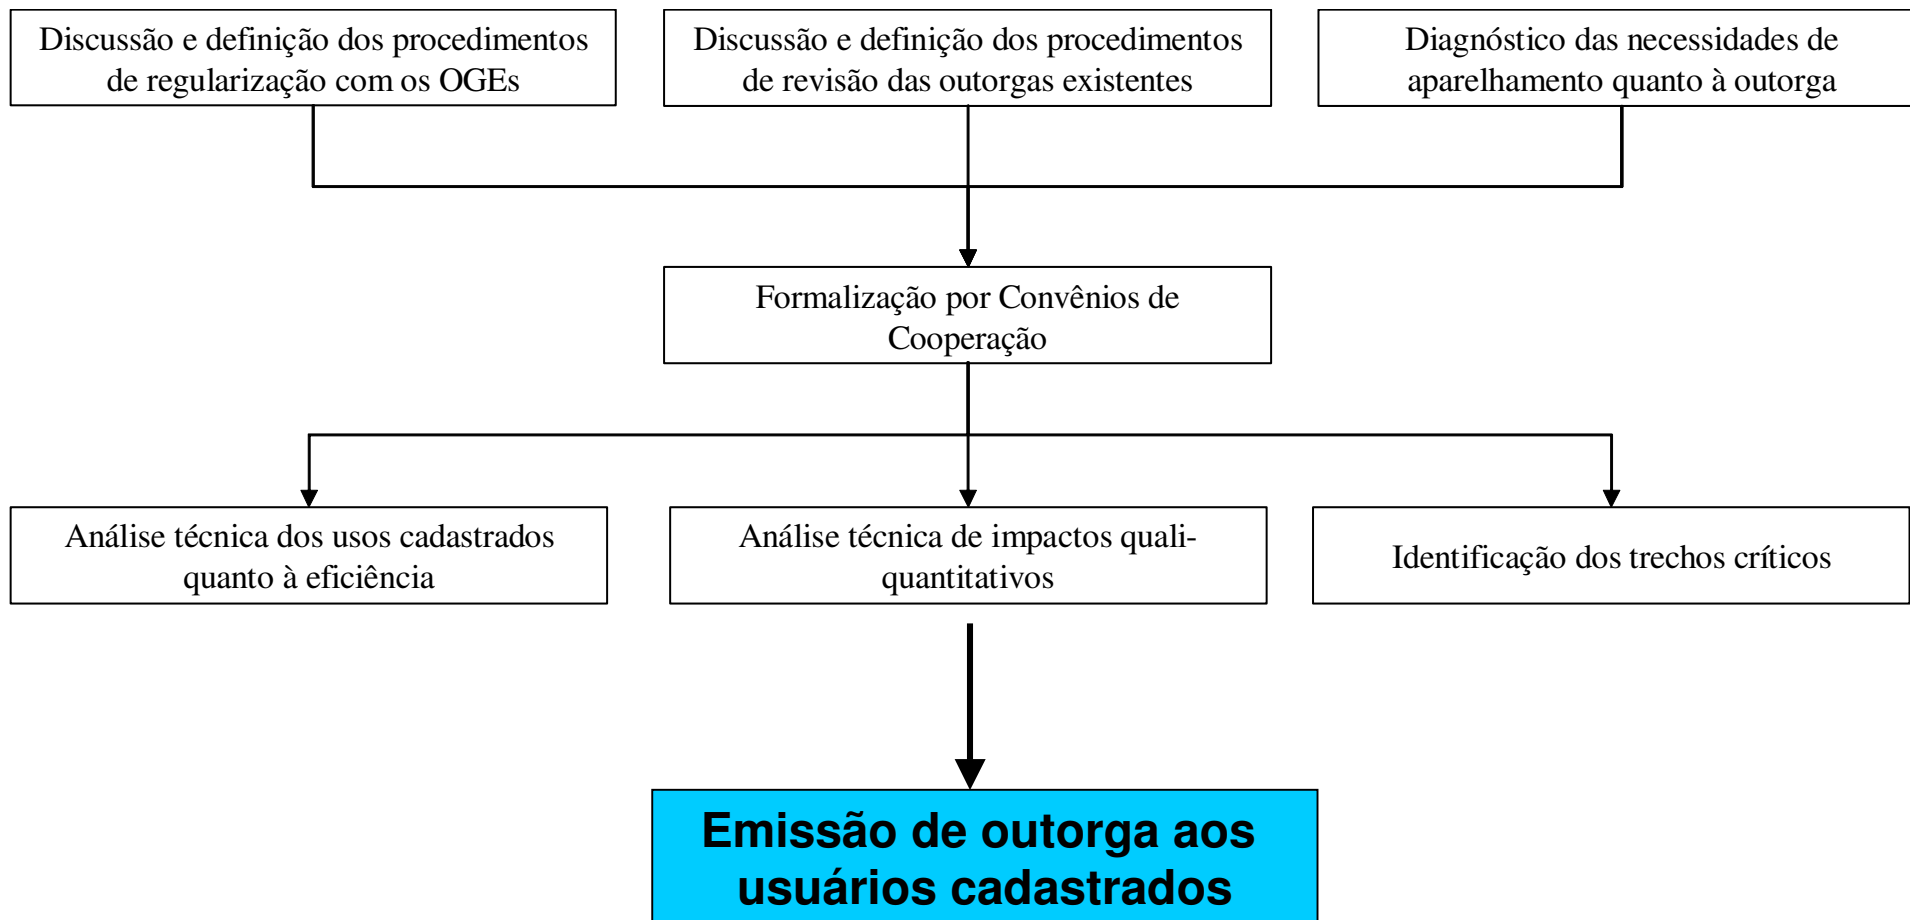 Discussão e definição dos procedimentos
de regularização com os OGEs
Discussão e definição dos procedimentos
de revisão das outorgas existentes
Diagnóstico das necessidades de
aparelhamento quanto à outorga
Formalização por Convênios de
Cooperação
Análise técnica dos usos cadastrados
quanto à eficiência
Análise técnica de impactos quali-
quantitativos
Identificação dos trechos críticos
Emissão de outorga aos
usuários cadastrados